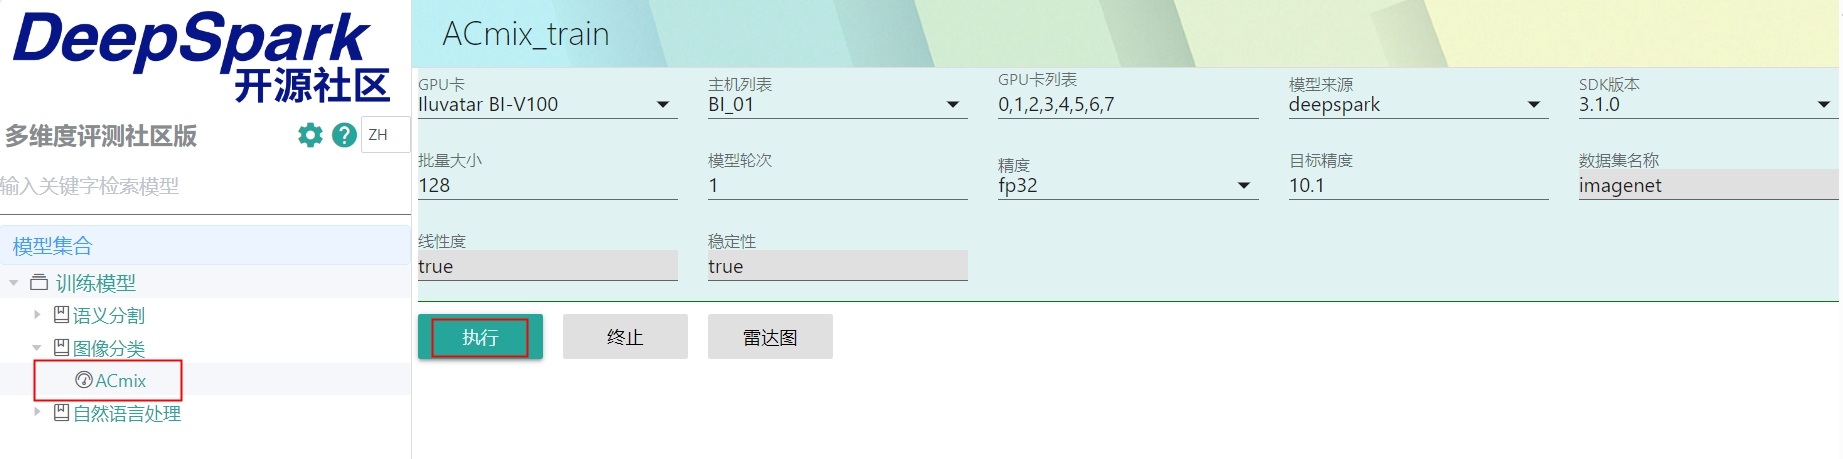 DeepSpark
开源社区
多维度评测社区版
ZH
输入关键字检索模型
模型集合
训练模型
语义分割
图像分类
ACmix
自然语言处理
ACmix_train
GPU卡
Iluvatar BI-V100
主机列表
BI_01
GPU卡列表
0,1,2,3,4,5,6,7
模型来源
deepspark
SDK版本
3.1.0
批量大小
128
模型轮次
1
精度
fp32
目标精度
10.1
数据集名称
imagenet
线性度
true
稳定性
true
执行
终止
雷达图